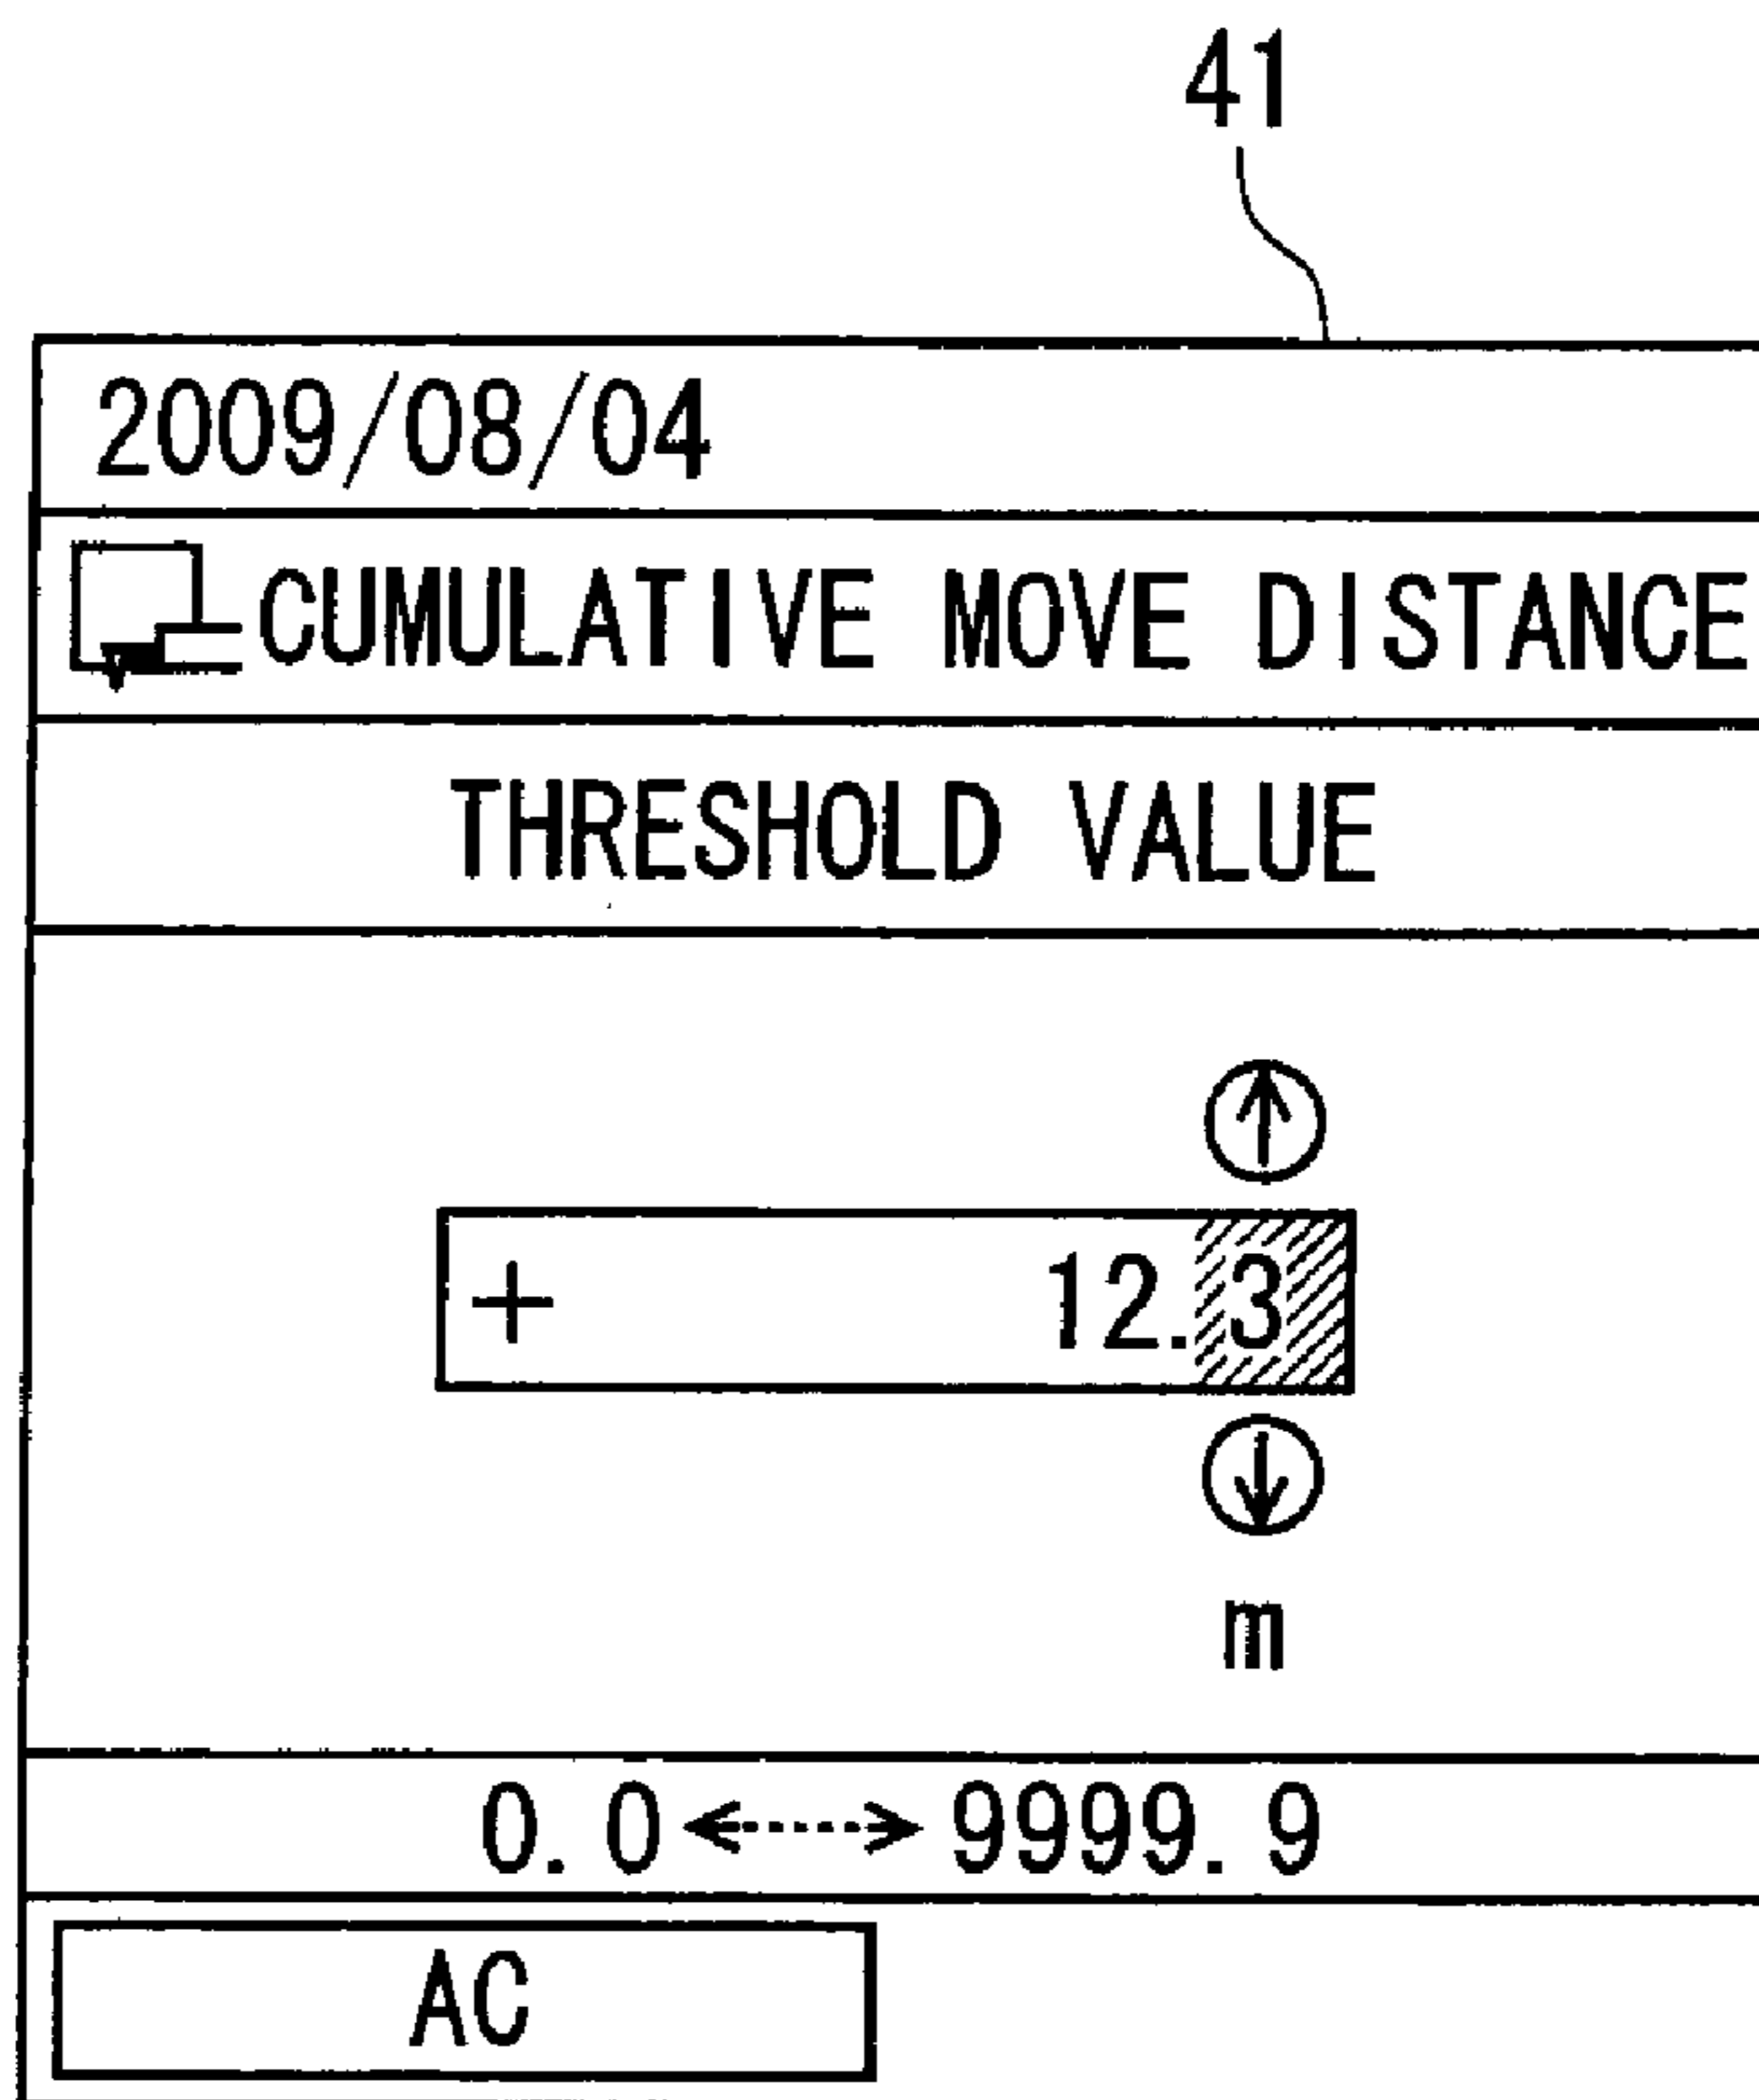 41
2009/08/04
CUMULATIVE MOVE DISTANCE
THRESHOLD VALUE
+ 12.3
m
0.0<···>9999.9
AC